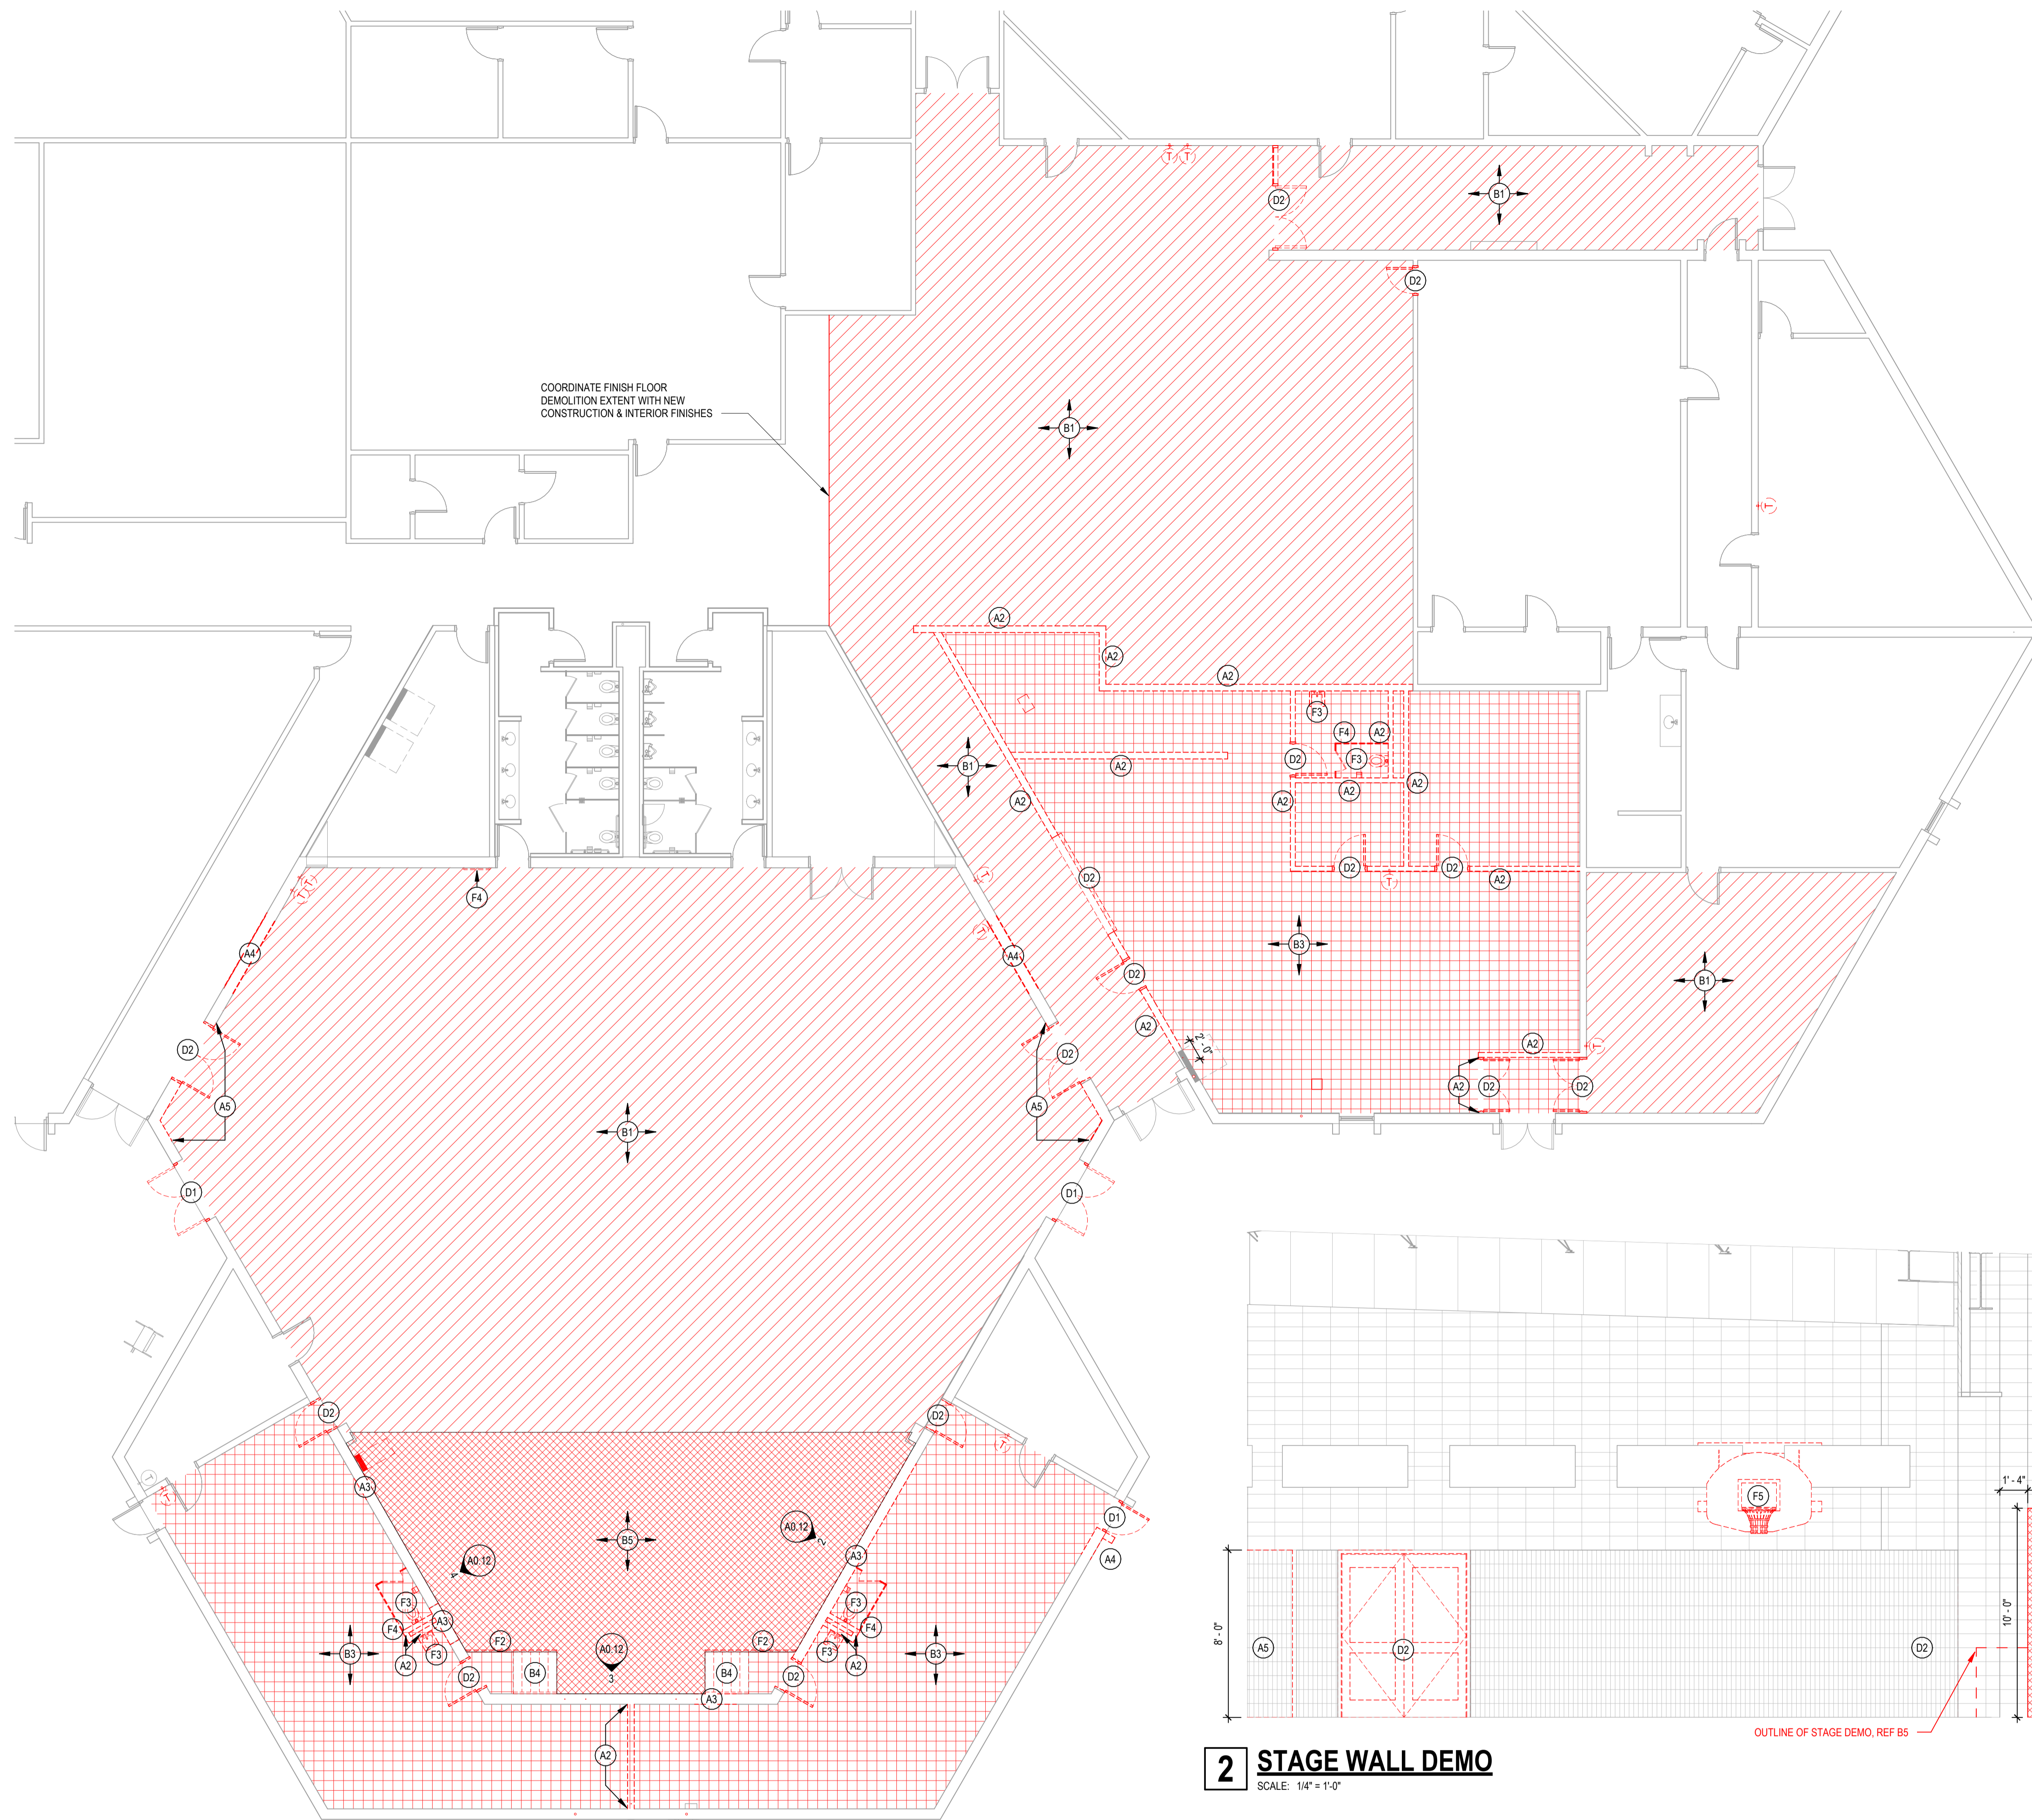 T
T
D2
B1
D2
COORDINATE FINISH FLOOR
DEMOLITION EXTENT WITH NEW
CONSTRUCTION & INTERIOR FINISHES
B1
T
A2
A2
A2
F3
F4
A2
D2
F3
B1
A2
A2
A2
A2
A2
D2
D2
D2
A2
T
T
T
T
F4
T
B3
A4
A4
D2
B1
A2
2' - 0"
A2
T
D2
D2
A2
D2
D2
A5
A5
B1
D1
D1
D2
D2
T
T
T
A3
F5
1' - 4"
D1
A0.12
2
B5
A3
A4
A0.12
4
F3
F3
A3
F4
F4
10' - 0"
8' - 0"
F2
F2
A0.12
3
B3
F3
F3
B3
A2
A2
D2
B4
B4
D2
A3
A5
D2
D2
A2
OUTLINE OF STAGE DEMO, REF B5
2
STAGE WALL DEMO
SCALE: 1/4" = 1'-0"